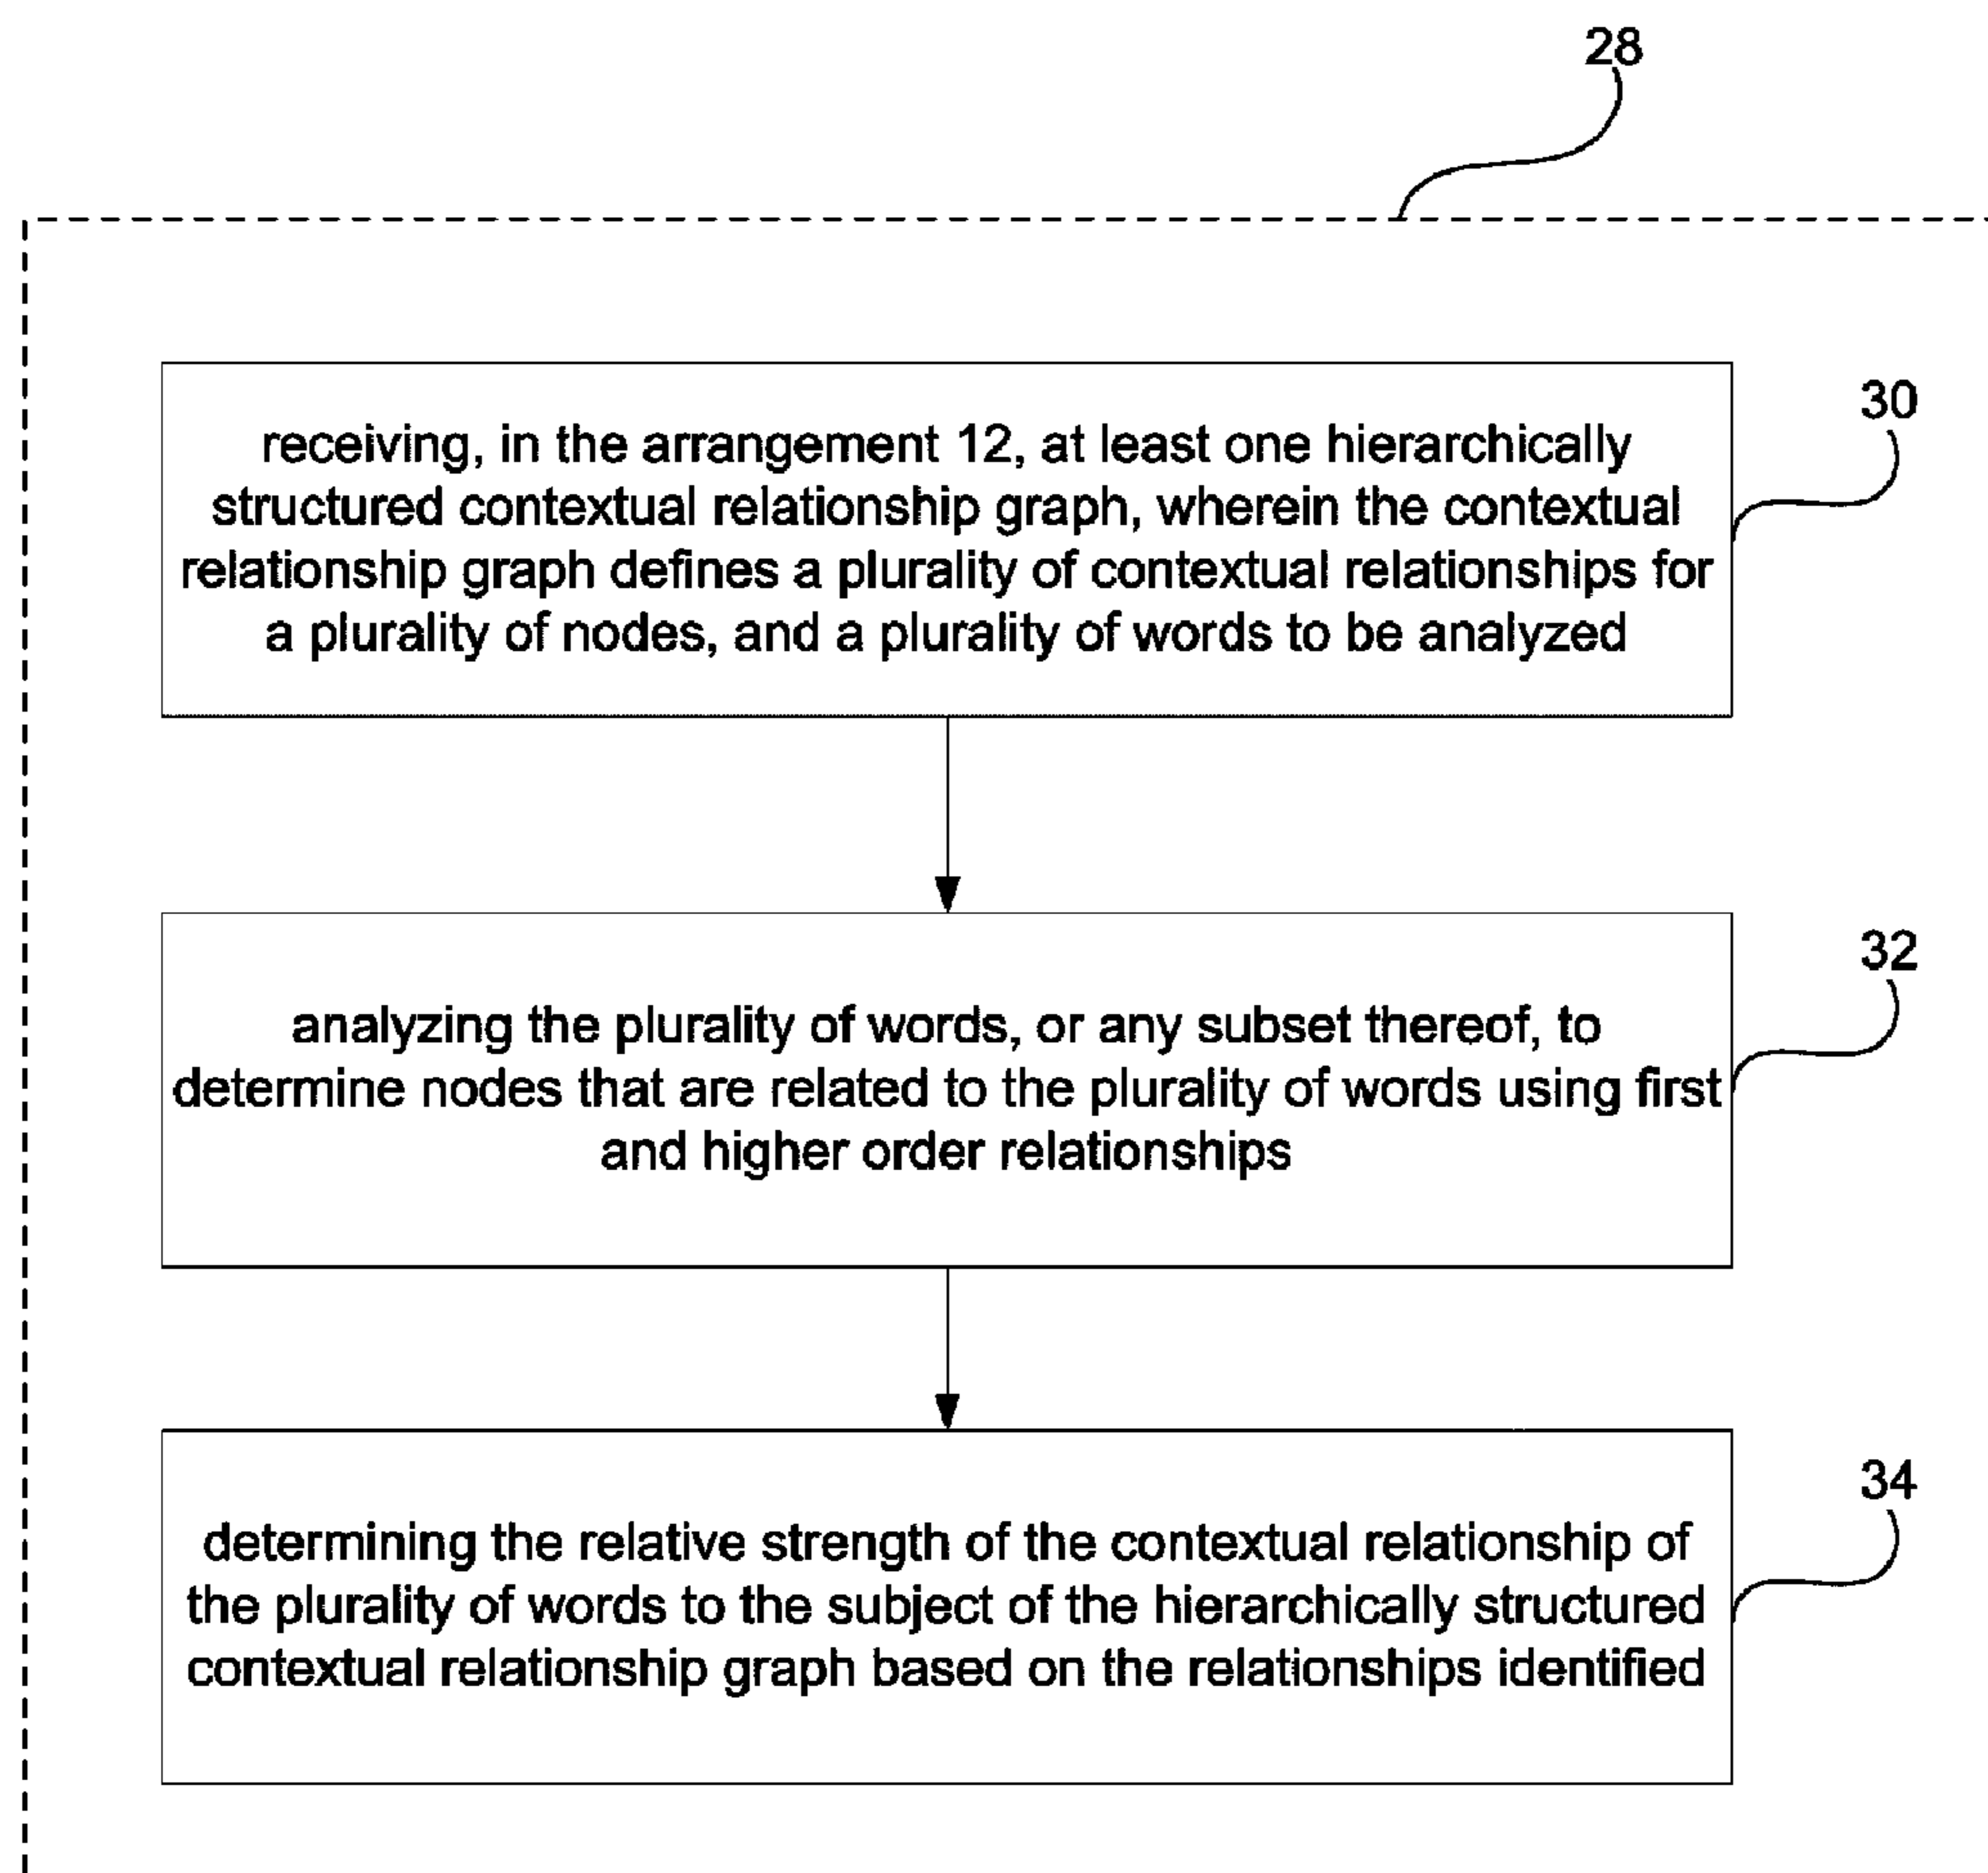 28
30
receiving, in the arrangement 12, at least one hierarchically
structured contextual relationship graph, wherein the contextual
relationship graph defines a plurality of contextual relationships for
a plurality of nodes, and a plurality of words to be analyzed
32
analyzing the plurality of words, or any subset thereof, to
determine nodes that are related to the plurality of words using first
and higher order relationships
34
determining the relative strength of the contextual relationship of
the plurality of words to the subject of the hierarchically structured
contextual relationship graph based on the relationships identified